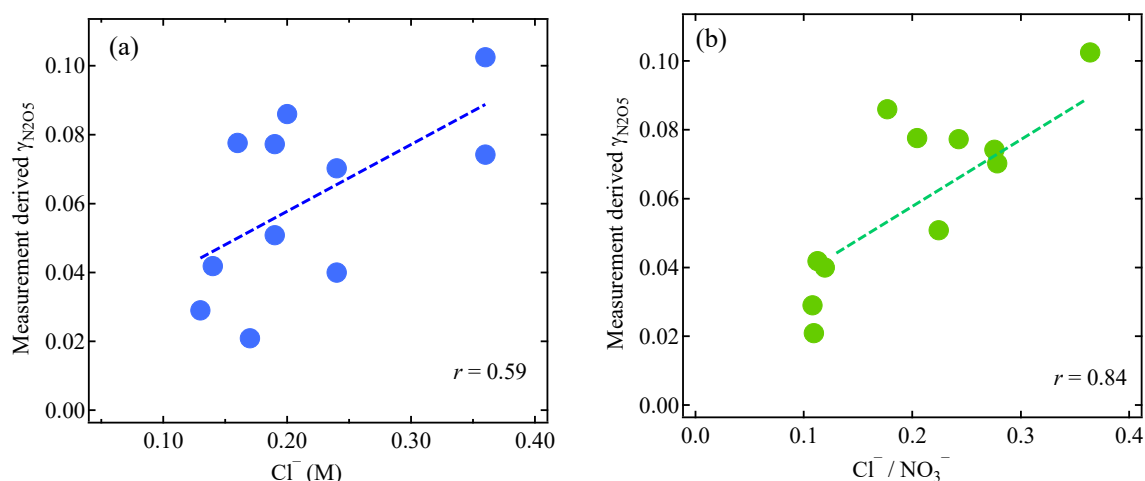 (a)
Measurement derived γN2O5
0.10
0.08
0.06
0.04
0.02
0.00
r = 0.59
0.10
0.20
0.30
0.40
Cl⁻ (M)
(b)
Measurement derived γN2O5
0.10
0.08
0.06
0.04
0.02
0.00
r = 0.84
0.0
0.1
0.2
0.3
0.4
Cl⁻ / NO₃⁻